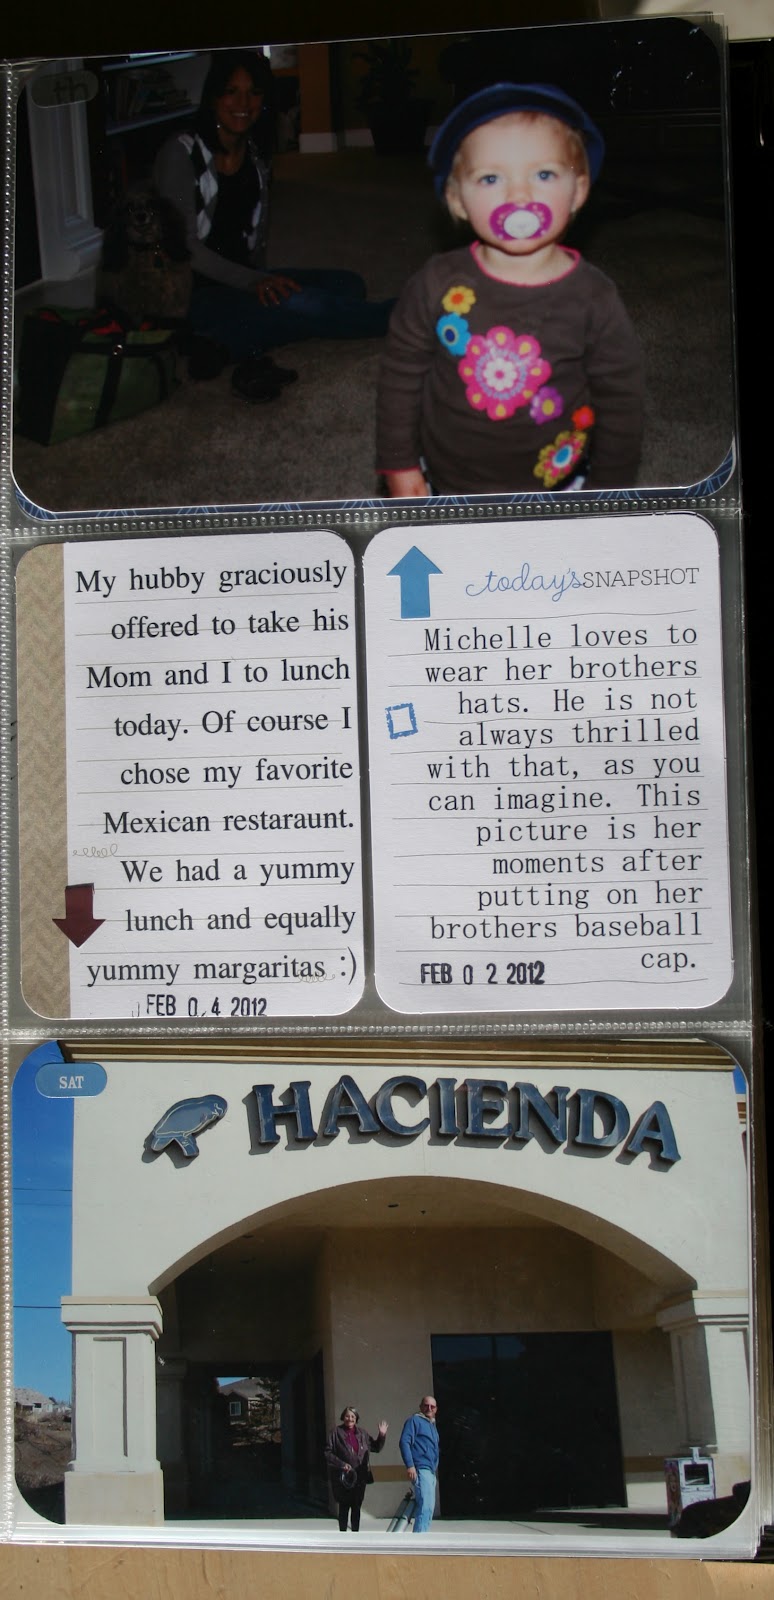 th
My hubby graciously
offered to take his
Mom and I to lunch
today. Of course I
chose my favorite
Mexican restaraunt.
We had a yummy
lunch and equally
yummy margaritas :)
FEB 0 4 2012
today's SNAPSHOT
Michelle loves to
wear her brothers
hats. He is not
always thrilled
with that, as you
can imagine. This
picture is her
moments after
putting on her
brothers baseball
cap.
FEB 0 2 2012
SAT
HACIENDA